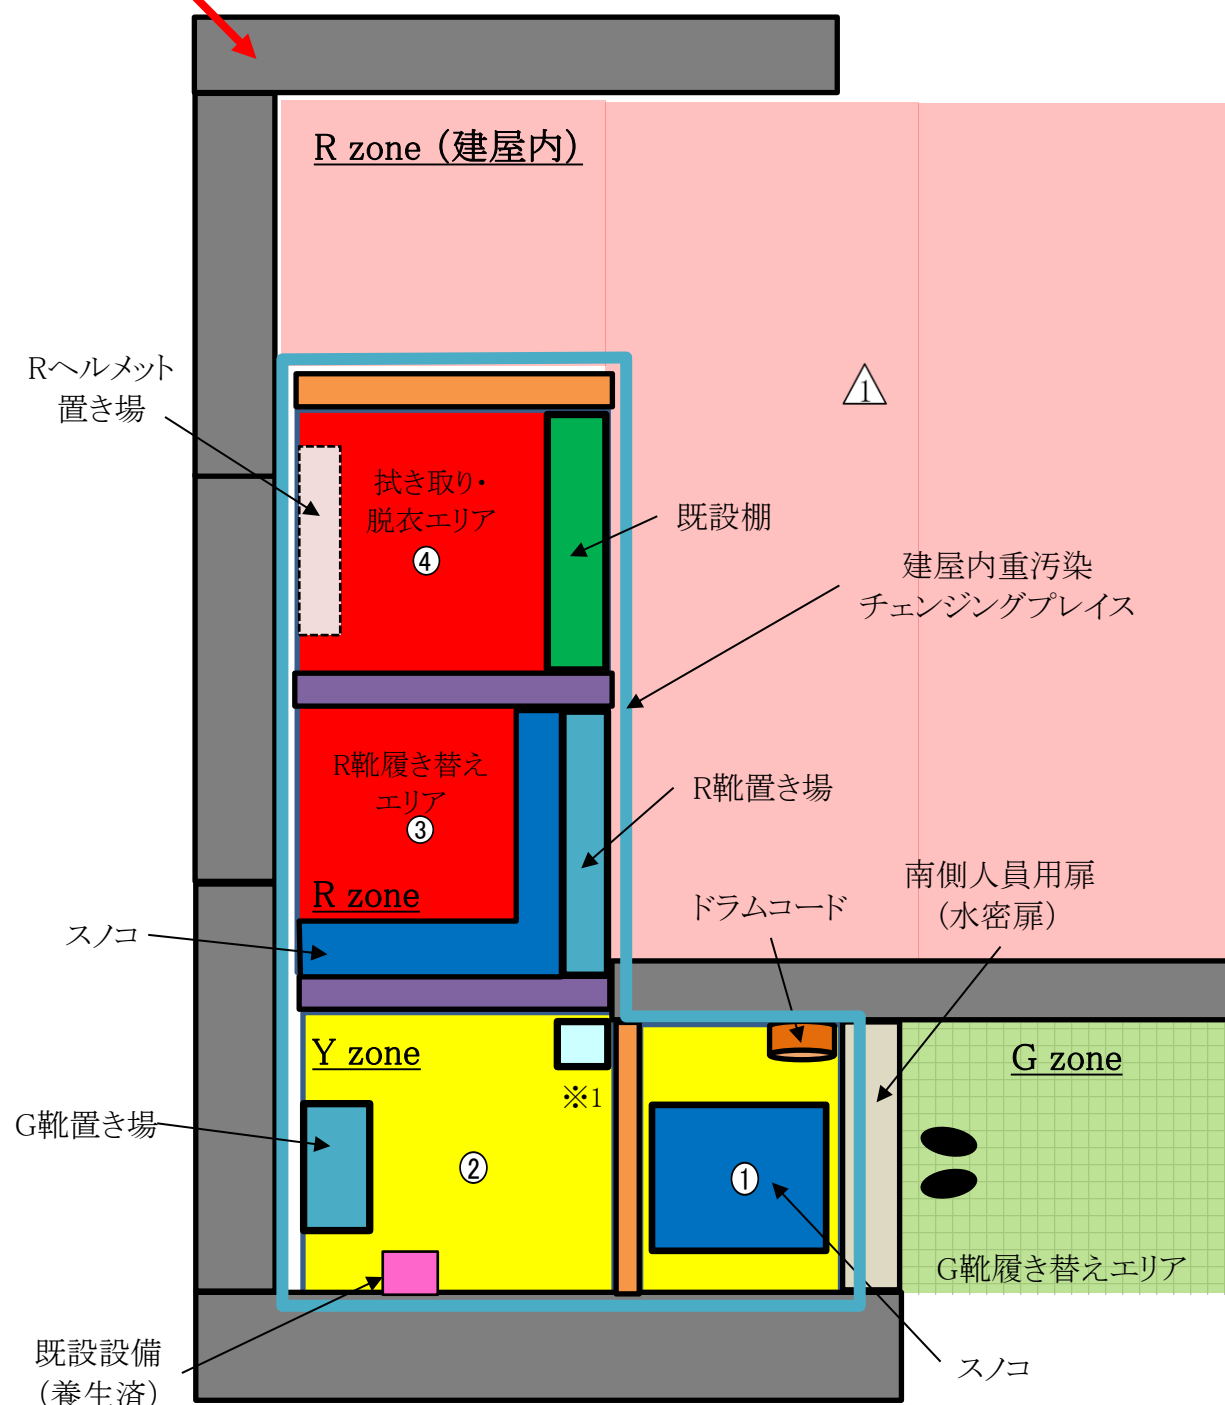 R zone（建屋内）
Rヘルメット
置き場
1
拭き取り・
脱衣エリア
④
既設棚
建屋内重汚染
チェンジングプレイス
R靴履き替え
エリア
③
R靴置き場
R zone
南側人員用扉
（水密扉）
ドラムコード
スノコ
Y zone
G zone
※1
G靴置き場
②
①
G靴履き替えエリア
既設設備
（養生済）
スノコ